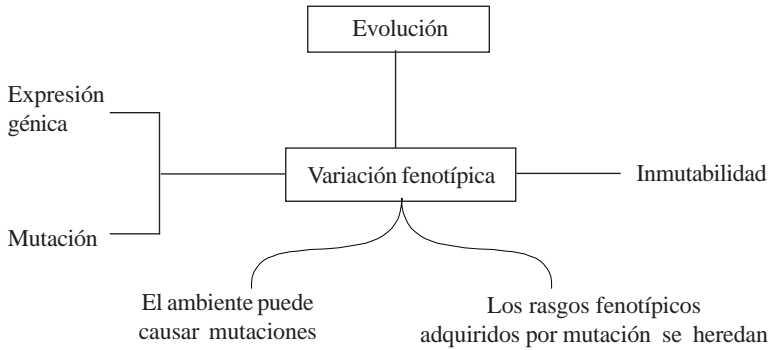 Evolución
Expresión
génica
Variación fenotípica
Inmutabilidad
Mutación
El ambiente puede
causar mutaciones
Los rasgos fenotípicos
adquiridos por mutación se heredan